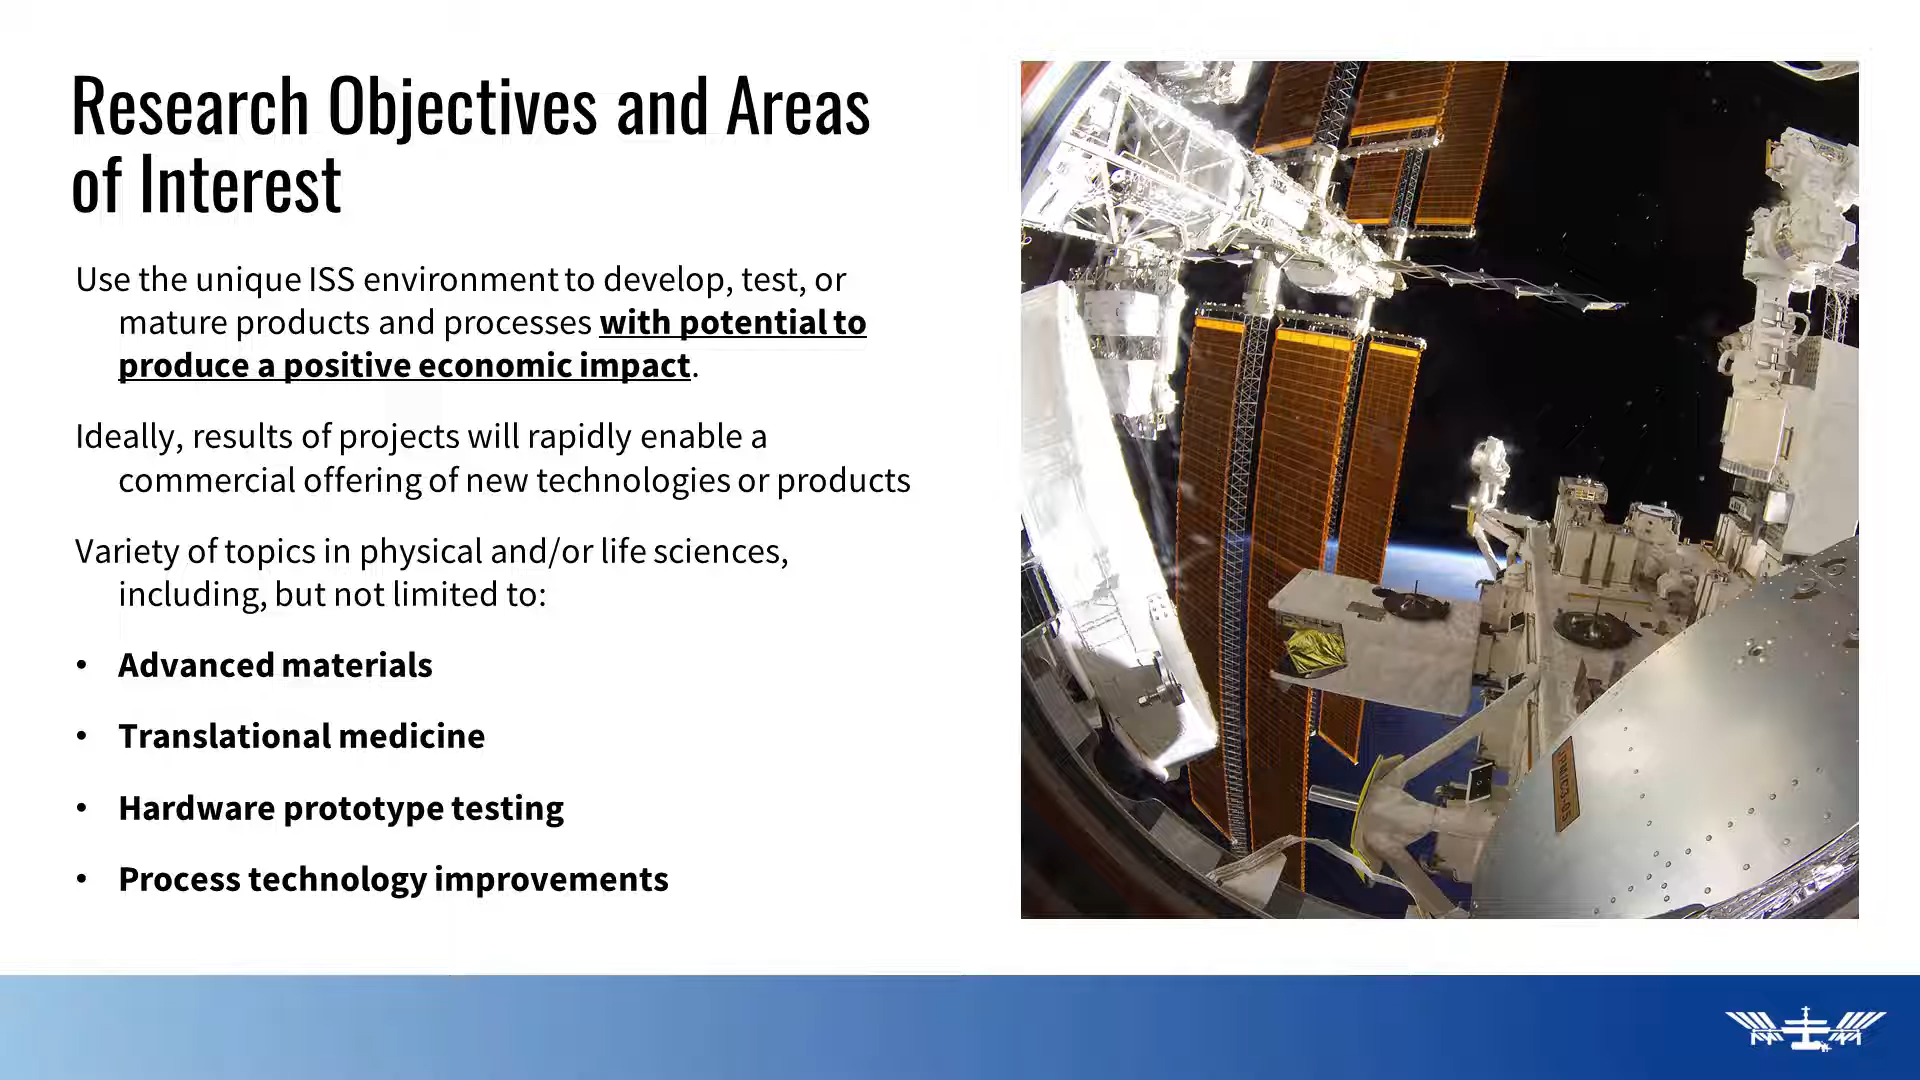 Research Objectives and Areas
of Interest
Use the unique ISS environment to develop, test, or
mature products and processes with potential to
produce a positive economic impact.
Ideally, results of projects will rapidly enable a
commercial offering of new technologies or products
Variety of topics in physical and/or life sciences,
including, but not limited to:
• Advanced materials
• Translational medicine
• Hardware prototype testing
• Process technology improvements